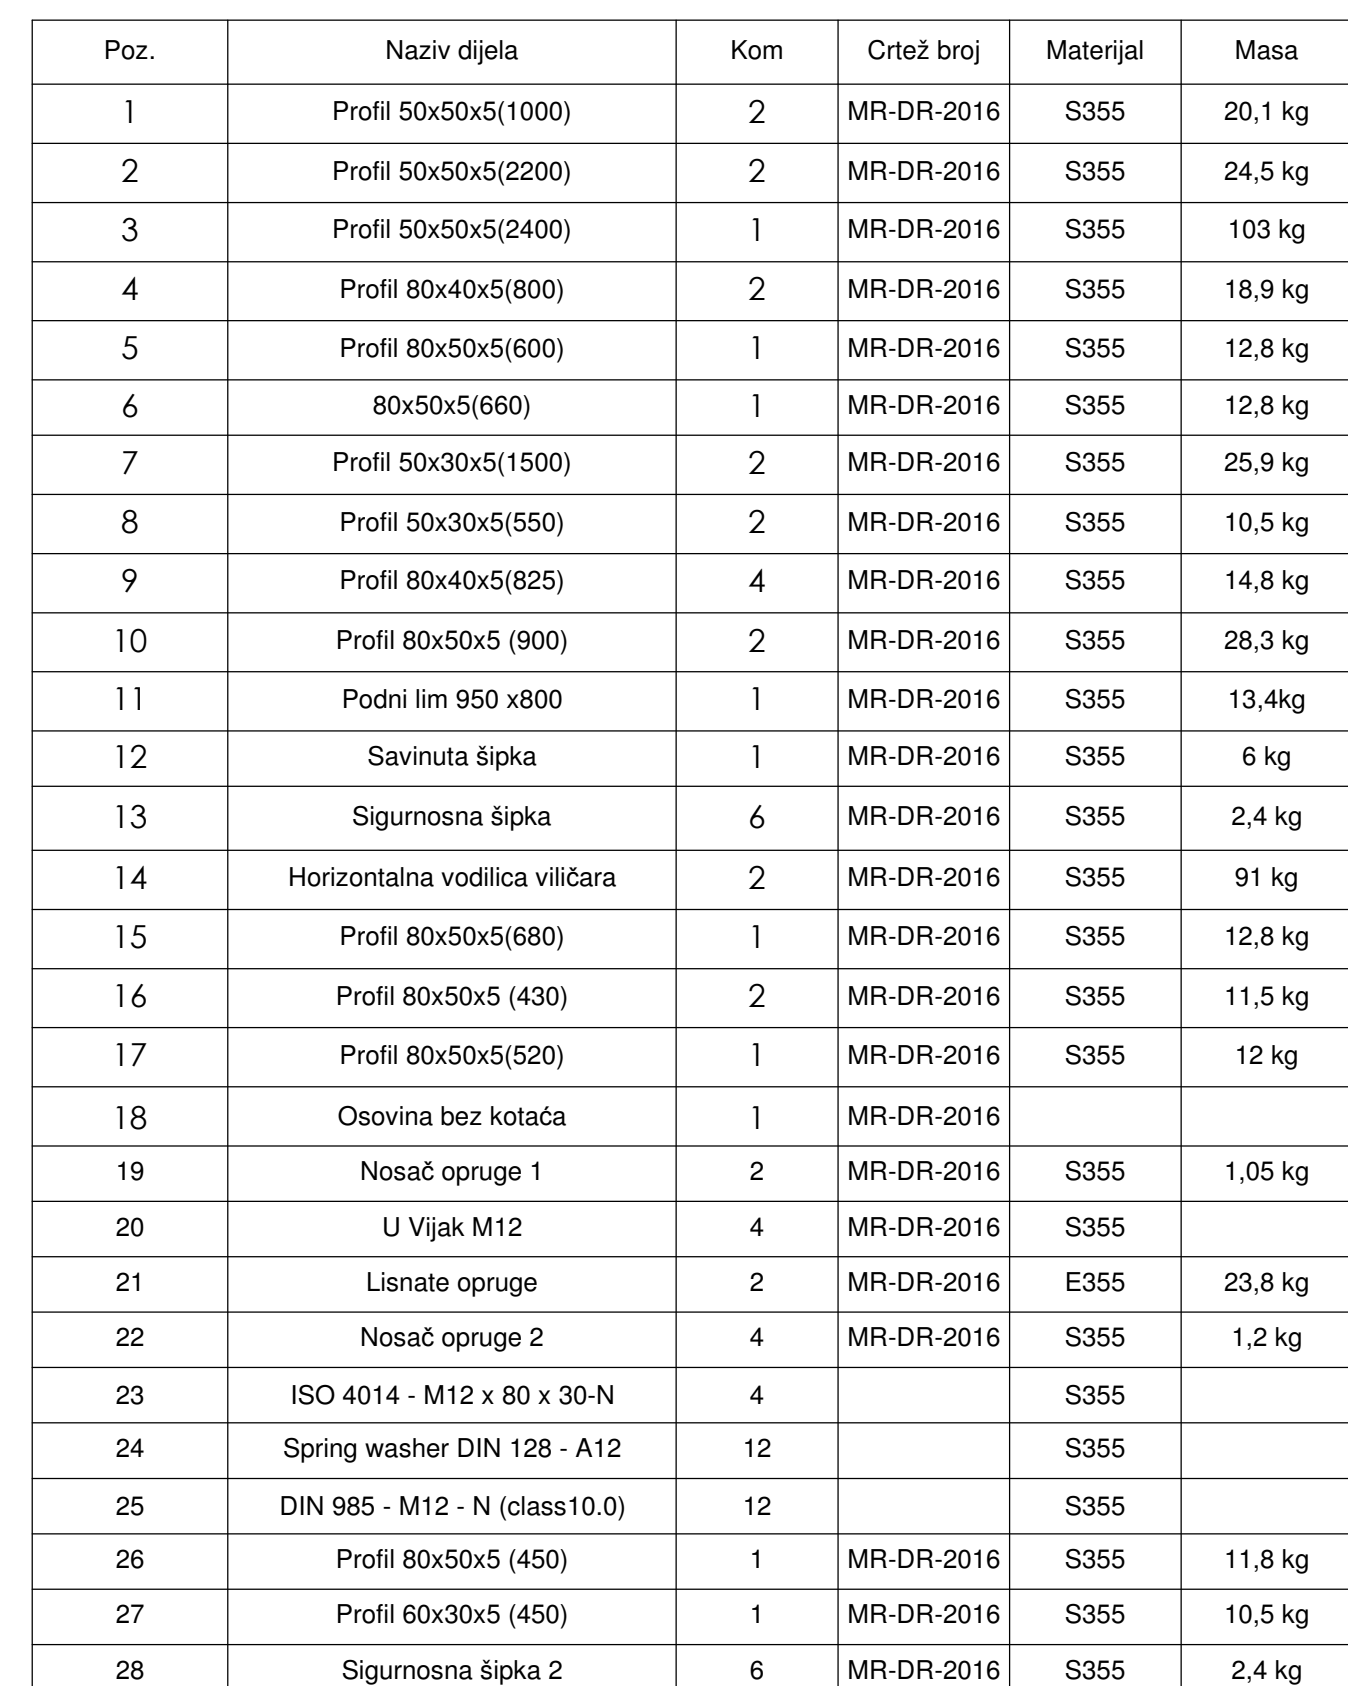 Poz. Naziv dijela Kom Crtež broj Materijal Masa
1 Profil 50x50x5(1000) 2 MR-DR-2016 S355 20,1 kg
2 Profil 50x50x5(2200) 2 MR-DR-2016 S355 24,5 kg
3 Profil 50x50x5(2400) 1 MR-DR-2016 S355 103 kg
4 Profil 80x40x5(800) 2 MR-DR-2016 S355 18,9 kg
5 Profil 80x50x5(600) 1 MR-DR-2016 S355 12,8 kg
6 80x50x5(660) 1 MR-DR-2016 S355 12,8 kg
7 Profil 50x30x5(1500) 2 MR-DR-2016 S355 25,9 kg
8 Profil 50x30x5(550) 2 MR-DR-2016 S355 10,5 kg
9 Profil 80x40x5(825) 4 MR-DR-2016 S355 14,8 kg
10 Profil 80x50x5 (900) 2 MR-DR-2016 S355 28,3 kg
11 Podni lim 950 x800 1 MR-DR-2016 S355 13,4kg
12 Savinuta šipka 1 MR-DR-2016 S355 6 kg
13 Sigurnosna šipka 6 MR-DR-2016 S355 2,4 kg
14 Horizontalna vodilica viličara 2 MR-DR-2016 S355 91 kg
15 Profil 80x50x5(680) 1 MR-DR-2016 S355 12,8 kg
16 Profil 80x50x5 (430) 2 MR-DR-2016 S355 11,5 kg
17 Profil 80x50x5(520) 1 MR-DR-2016 S355 12 kg
18 Osovina bez kotaća 1 MR-DR-2016
19 Nosač opruge 1 2 MR-DR-2016 S355 1,05 kg
20 U Vijak M12 4 MR-DR-2016 S355
21 Lisnate opruge 2 MR-DR-2016 E355 23,8 kg
22 Nosač opruge 2 4 MR-DR-2016 S355 1,2 kg
23 ISO 4014 - M12 x 80 x 30-N 4 S355
24 Spring washer DIN 128 - A12 12 S355
25 DIN 985 - M12 - N (class10.0) 12 S355
26 Profil 80x50x5 (450) 1 MR-DR-2016 S355 11,8 kg
27 Profil 60x30x5 (450) 1 MR-DR-2016 S355 10,5 kg
28 Sigurnosna šipka 2 6 MR-DR-2016 S355 2,4 kg